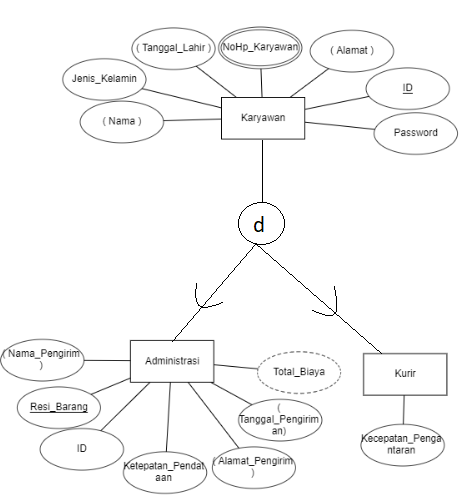 ( Tanggal_Lahir )
NoHp_Karyawan
( Alamat )
Jenis_Kelamin
ID
( Nama )
Karyawan
Password
d
( Nama_Pengirim
)
Administrasi
Total_Biaya
Kurir
Resi_Barang
(
Tanggal_Pengirim
an)
ID
Kecepatan_Penga
ntaran
Ketepatan_Pendat
aan
( Alamat_Pengirim
)